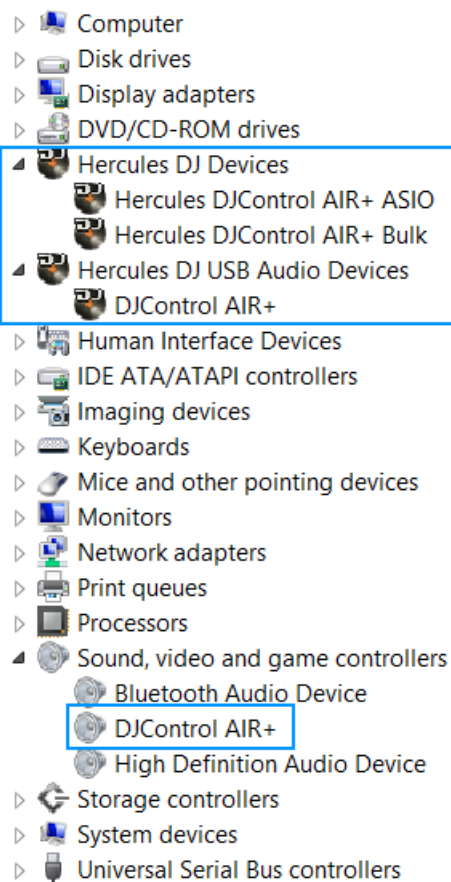 Computer
Disk drives
Display adapters
DVD/CD-ROM drives
Hercules DJ Devices
Hercules DJControl AIR+ ASIO
Hercules DJControl AIR+ Bulk
Hercules DJ USB Audio Devices
DJControl AIR+
Human Interface Devices
IDE ATA/ATAPI controllers
Imaging devices
Keyboards
Mice and other pointing devices
Monitors
Network adapters
Print queues
Processors
Sound, video and game controllers
Bluetooth Audio Device
DJControl AIR+
High Definition Audio Device
Storage controllers
System devices
Universal Serial Bus controllers